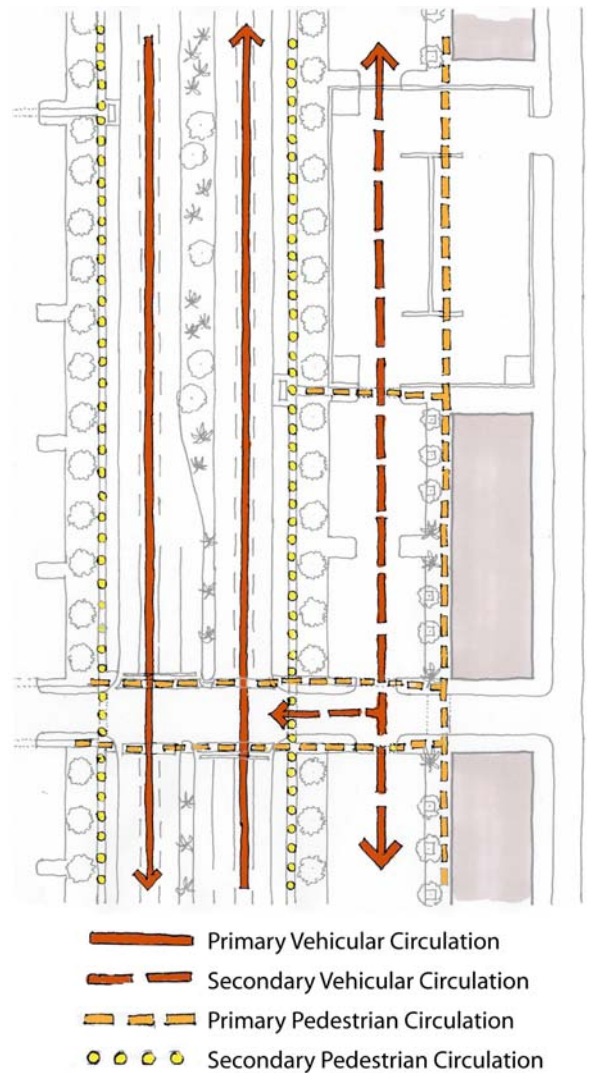 Primary Vehicular Circulation
Secondary Vehicular Circulation
Primary Pedestrian Circulation
Secondary Pedestrian Circulation